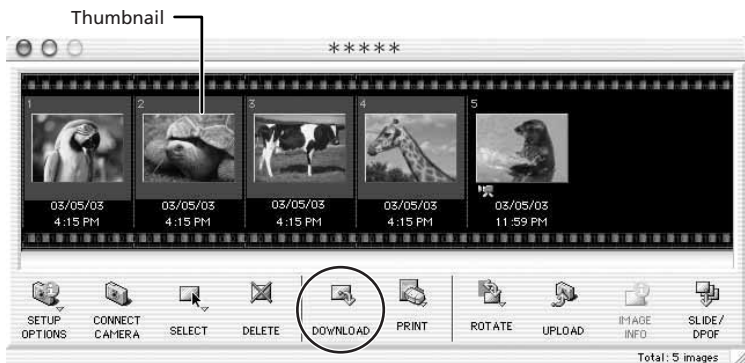 Thumbnail
*****
1 2 3 4 5
03/05/03 03/05/03 03/05/03 03/05/03 03/05/03
4:15 PM 4:15 PM 4:15 PM 4:15 PM 11:59 PM
SETUP OPTIONS
CONNECT CAMERA
SELECT
DELETE
DOWNLOAD
PRINT
ROTATE
UPLOAD
IMAGE INFO
SLIDE/ DPOF
Total: 5 images